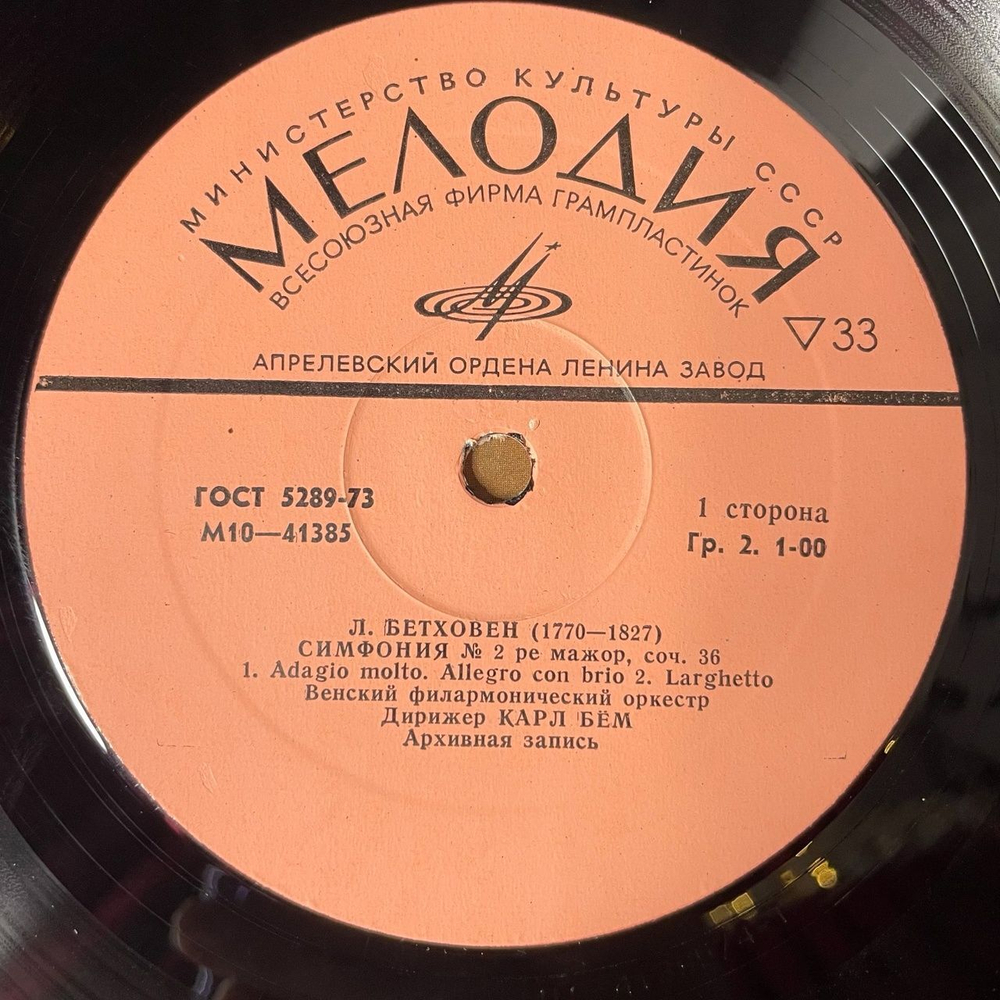 МИНИСТЕРСТВО КУЛЬТУРЫ СССР
МЕЛОДИЯ
ВСЕСОЮЗНАЯ ФИРМА ГРАМПЛАСТИНОК
▽33
АПРЕЛЕВСКИЙ ОРДЕНА ЛЕНИНА ЗАВОД
ГОСТ 5289-73
М10—41385
1 сторона
Гр. 2. 1-00
Л. БЕТХОВЕН (1770—1827)
СИМФОНИЯ № 2 ре мажор, соч. 36
1. Adagio molto. Allegro con brio 2. Larghetto
Венский филармонический оркестр
Дирижер КАРЛ БЁМ
Архивная запись